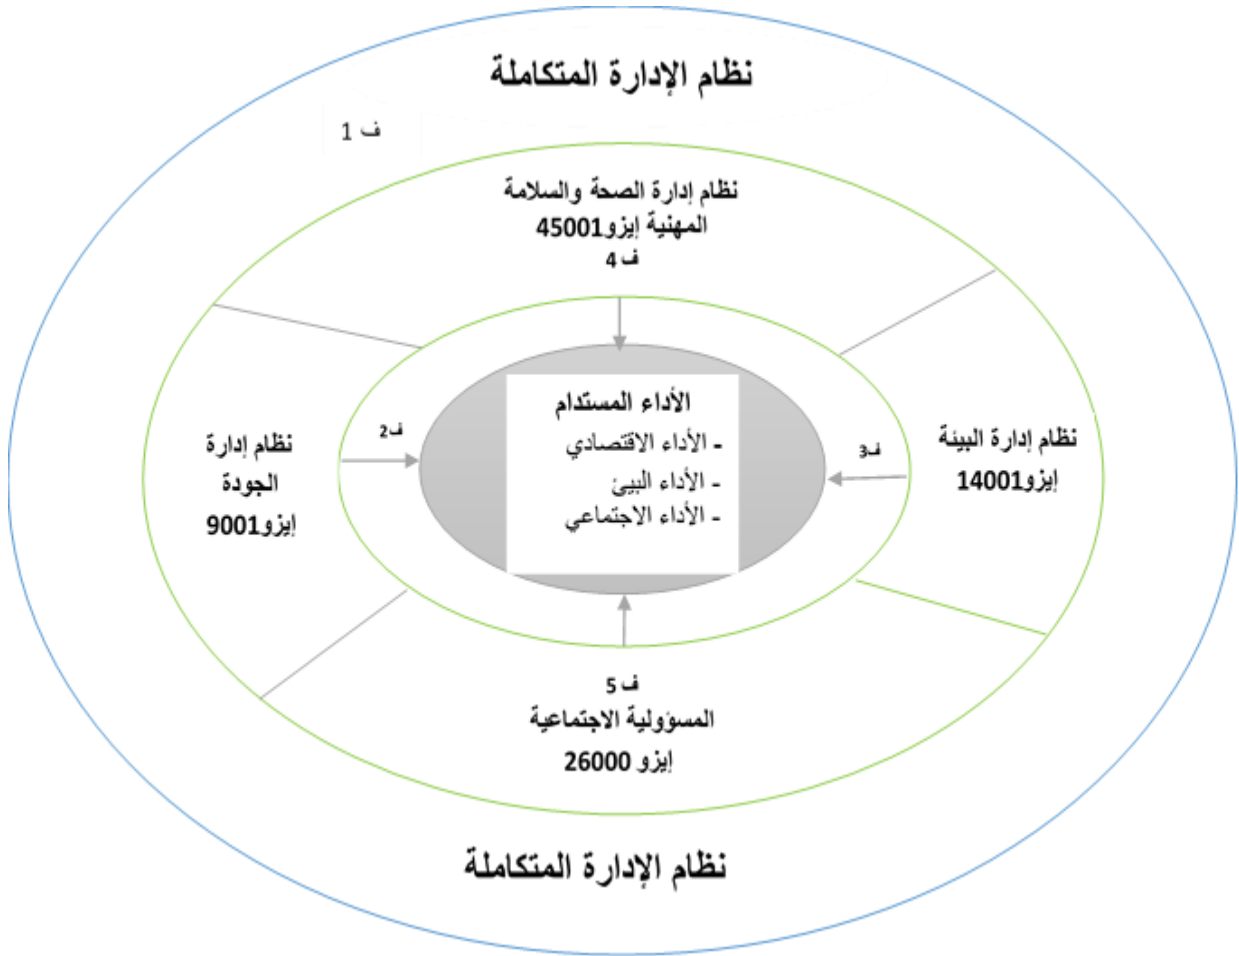 نظام الإدارة المتكاملة
ف 1
نظام إدارة الصحة والسلامة
المهنية إيزو45001
ف 4
الأداء المستدام
- الأداء الاقتصادي
- الأداء البيئ
- الأداء الاجتماعي
ف3
نظام إدارة البيئة
إيزو14001
ف2
نظام إدارة
الجودة
إيزو9001
ف 5
المسؤولية الاجتماعية
إيزو 26000
نظام الإدارة المتكاملة